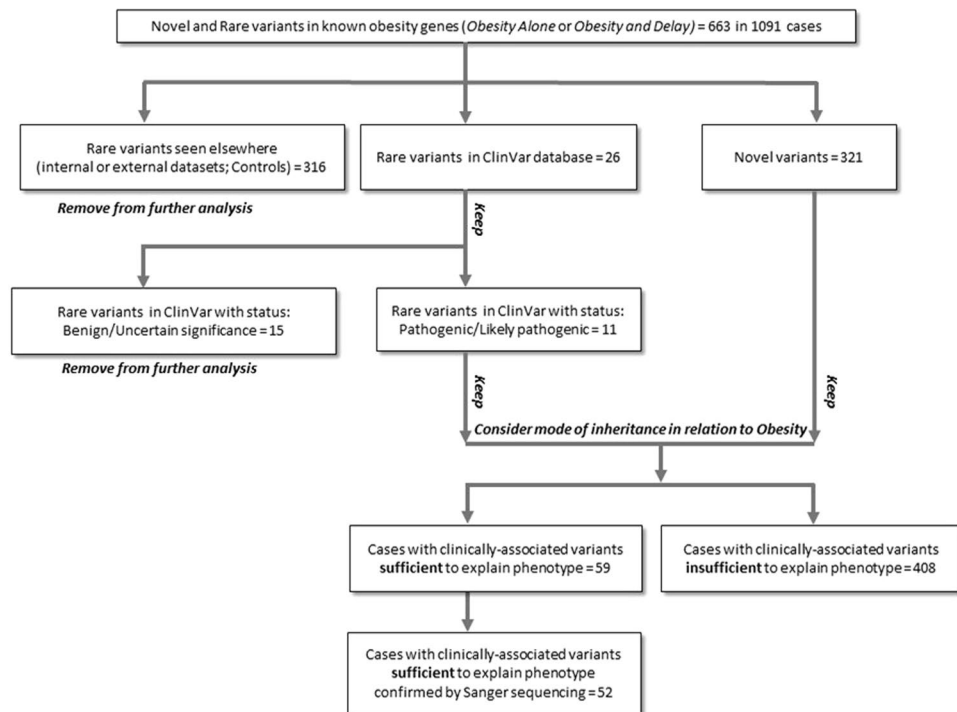 Novel and Rare variants in known obesity genes (Obesity Alone or Obesity and Delay) = 663 in 1091 cases
Rare variants seen elsewhere
(internal or external datasets; Controls) = 316
Remove from further analysis
Rare variants in ClinVar database = 26
Novel variants = 321
Keep
Rare variants in ClinVar with status:
Benign/Uncertain significance = 15
Remove from further analysis
Rare variants in ClinVar with status:
Pathogenic/Likely pathogenic = 11
Keep
Keep
Consider mode of inheritance in relation to Obesity
Cases with clinically-associated variants
sufficient to explain phenotype = 59
Cases with clinically-associated variants
insufficient to explain phenotype = 408
Cases with clinically-associated variants
sufficient to explain phenotype
confirmed by Sanger sequencing = 52